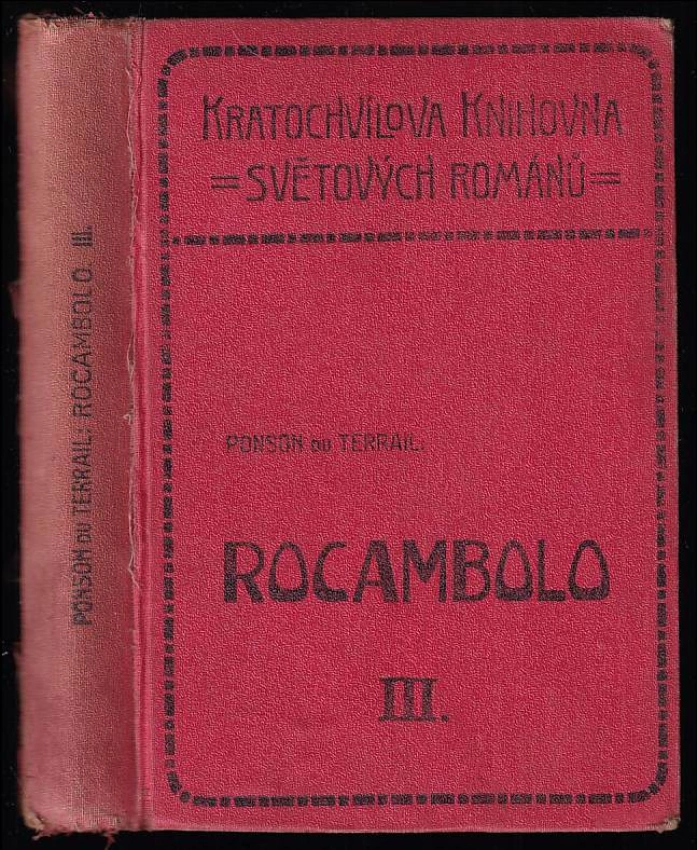 PONSON DU TERRAIL: ROCAMBOLO III.
KRATOCHVÍLOVA KNIHOVNA
=SVĚTOVÝCH ROMÁNŮ=
PONSON DU TERRAIL:
ROCAMBOLO
III.